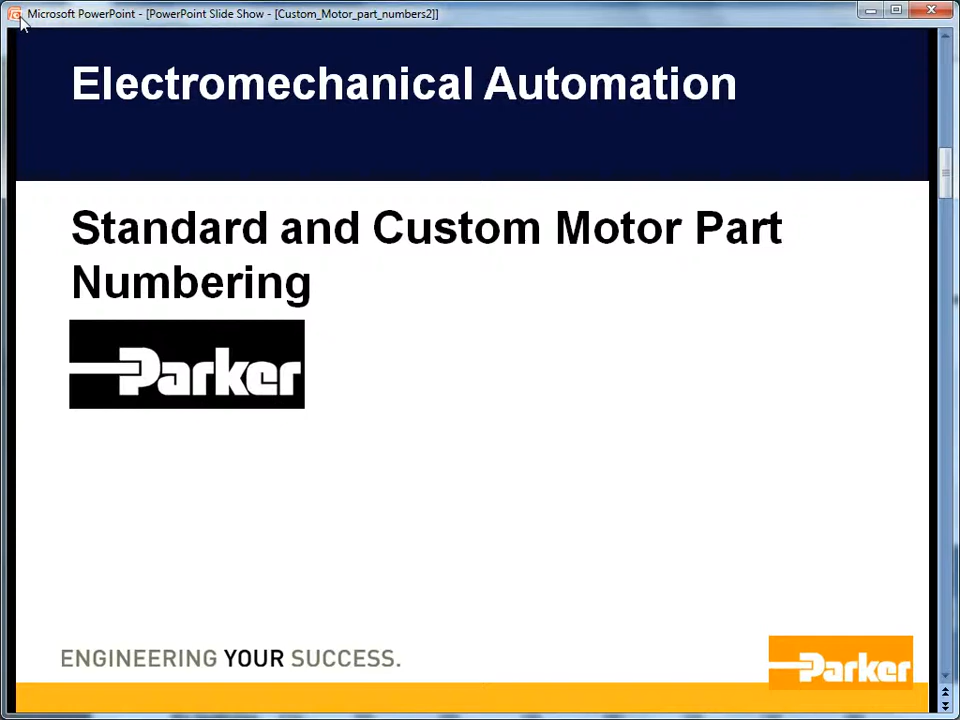 Microsoft PowerPoint - [PowerPoint Slide Show - [Custom_Motor_part_numbers2]]
Electromechanical Automation
Standard and Custom Motor Part
Numbering
Parker
ENGINEERING YOUR SUCCESS.
Parker